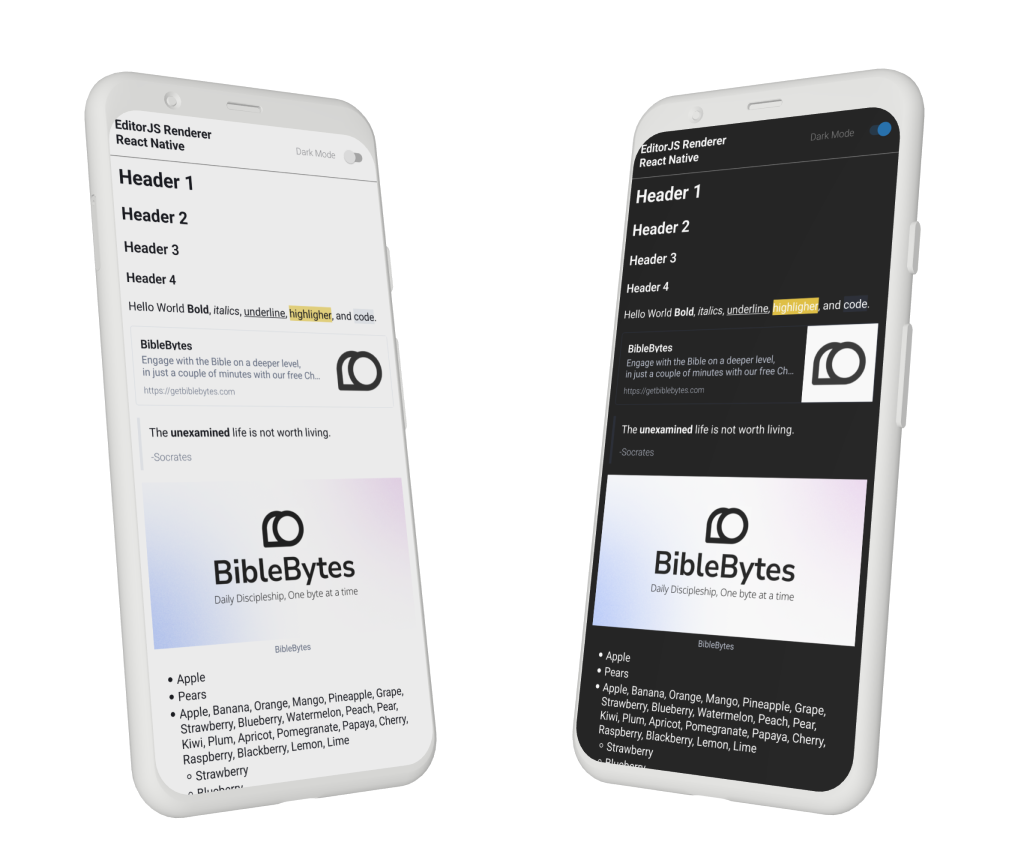 EditorJS Renderer
React Native
Dark Mode
Header 1
Header 2
Header 3
Header 4
Hello World Bold, italics, underline, highligher, and code.
BibleBytes
Engage with the Bible on a deeper level,
in just a couple of minutes with our free Ch...
https://getbiblebytes.com
The unexamined life is not worth living.
-Socrates
BibleBytes
Daily Discipleship, One byte at a time
BibleBytes
• Apple
• Pears
• Apple, Banana, Orange, Mango, Pineapple, Grape,
Strawberry, Blueberry, Watermelon, Peach, Pear,
Kiwi, Plum, Apricot, Pomegranate, Papaya, Cherry,
Raspberry, Blackberry, Lemon, Lime
◦ Strawberry
◦ Blueberry
EditorJS Renderer
React Native
Dark Mode
Header 1
Header 2
Header 3
Header 4
Hello World Bold, italics, underline, highligher, and code.
BibleBytes
Engage with the Bible on a deeper level,
in just a couple of minutes with our free Ch...
https://getbiblebytes.com
The unexamined life is not worth living.
-Socrates
BibleBytes
Daily Discipleship, One byte at a time
BibleBytes
• Apple
• Pears
• Apple, Banana, Orange, Mango, Pineapple, Grape,
Strawberry, Blueberry, Watermelon, Peach, Pear,
Kiwi, Plum, Apricot, Pomegranate, Papaya, Cherry,
Raspberry, Blackberry, Lemon, Lime
◦ Strawberry
◦ Blueberry